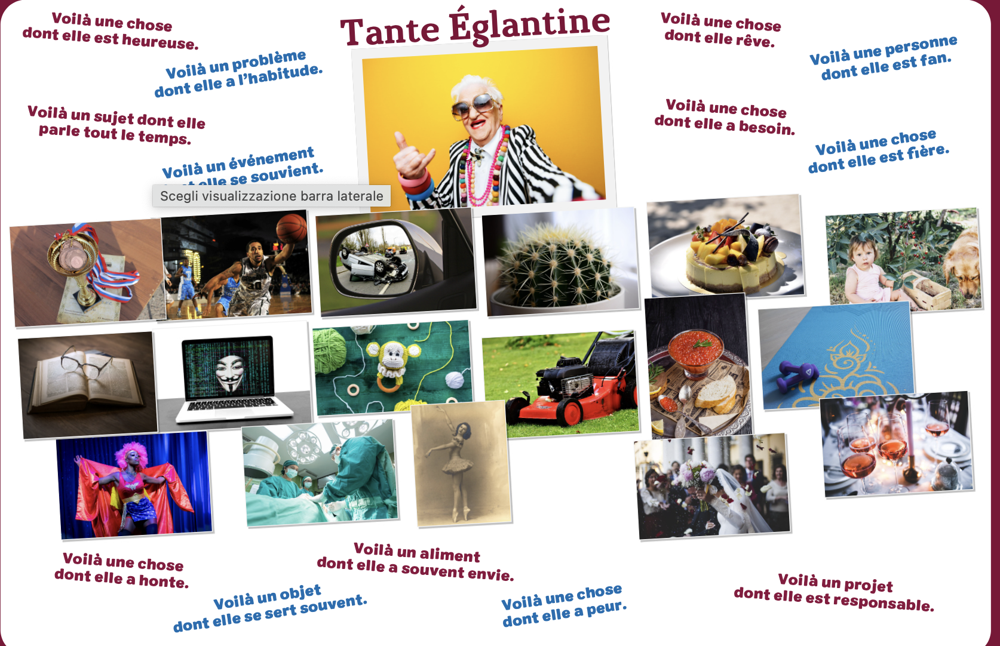 Tante Églantine
Voilà une chose
dont elle est heureuse.
Voilà un problème
dont elle a l'habitude.
Voilà un sujet dont elle
parle tout le temps.
Voilà un événement
elle se souvient.
Scegli visualizzazione barra laterale
Voilà une chose
dont elle rêve.
Voilà une personne
dont elle est fan.
Voilà une chose
dont elle a besoin.
Voilà une chose
dont elle est fière.
Voilà une chose
dont elle a honte.
Voilà un objet
dont elle se sert souvent.
Voilà un aliment
dont elle a souvent envie.
Voilà une chose
dont elle a peur.
Voilà un projet
dont elle est responsable.